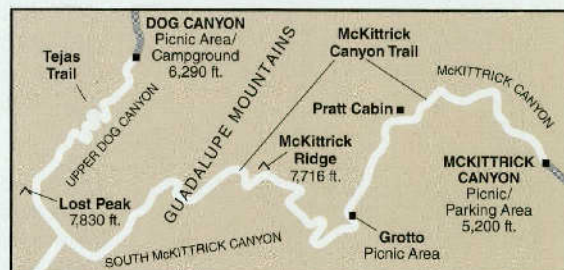 DOG CANYON
Picnic Area/
Campground
6,290 ft.
Tejas
Trail
UPPER DOG CANYON
Lost Peak
7,830 ft.
GUADALUPE MOUNTAINS
McKittrick
Canyon Trail
McKITTRICK
CANYON
Pratt Cabin
McKittrick
Ridge
7,716 ft.
MCKITTRICK
CANYON
Picnic/
Parking Area
5,200 ft.
SOUTH McKITTRICK CANYON
Grotto
Picnic Area